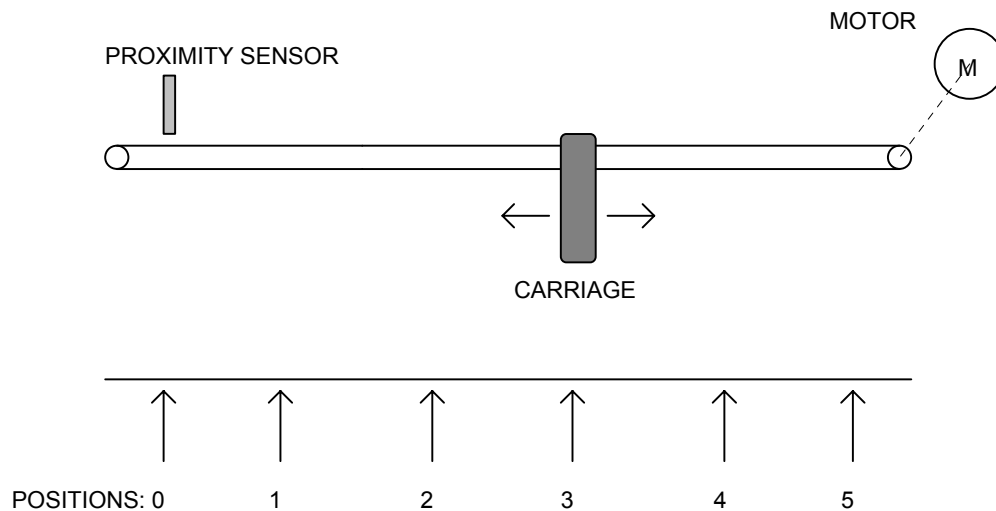 MOTOR
PROXIMITY SENSOR
M
CARRIAGE
POSITIONS: 0 1 2 3 4 5